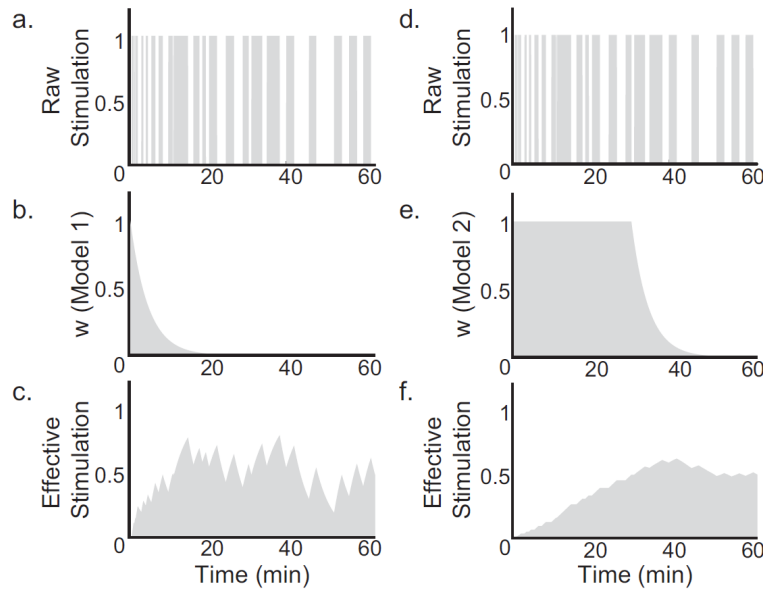 a.
Raw
Stimulation
1
0.5
0
20
40
60
d.
Raw
Stimulation
1
0.5
0
20
40
60
b.
w (Model 1)
1
0.5
0
20
40
60
e.
w (Model 2)
1
0.5
0
20
40
60
c.
Effective
Stimulation
1
0.5
0
20
40
60
Time (min)
f.
Effective
Stimulation
1
0.5
0
20
40
60
Time (min)